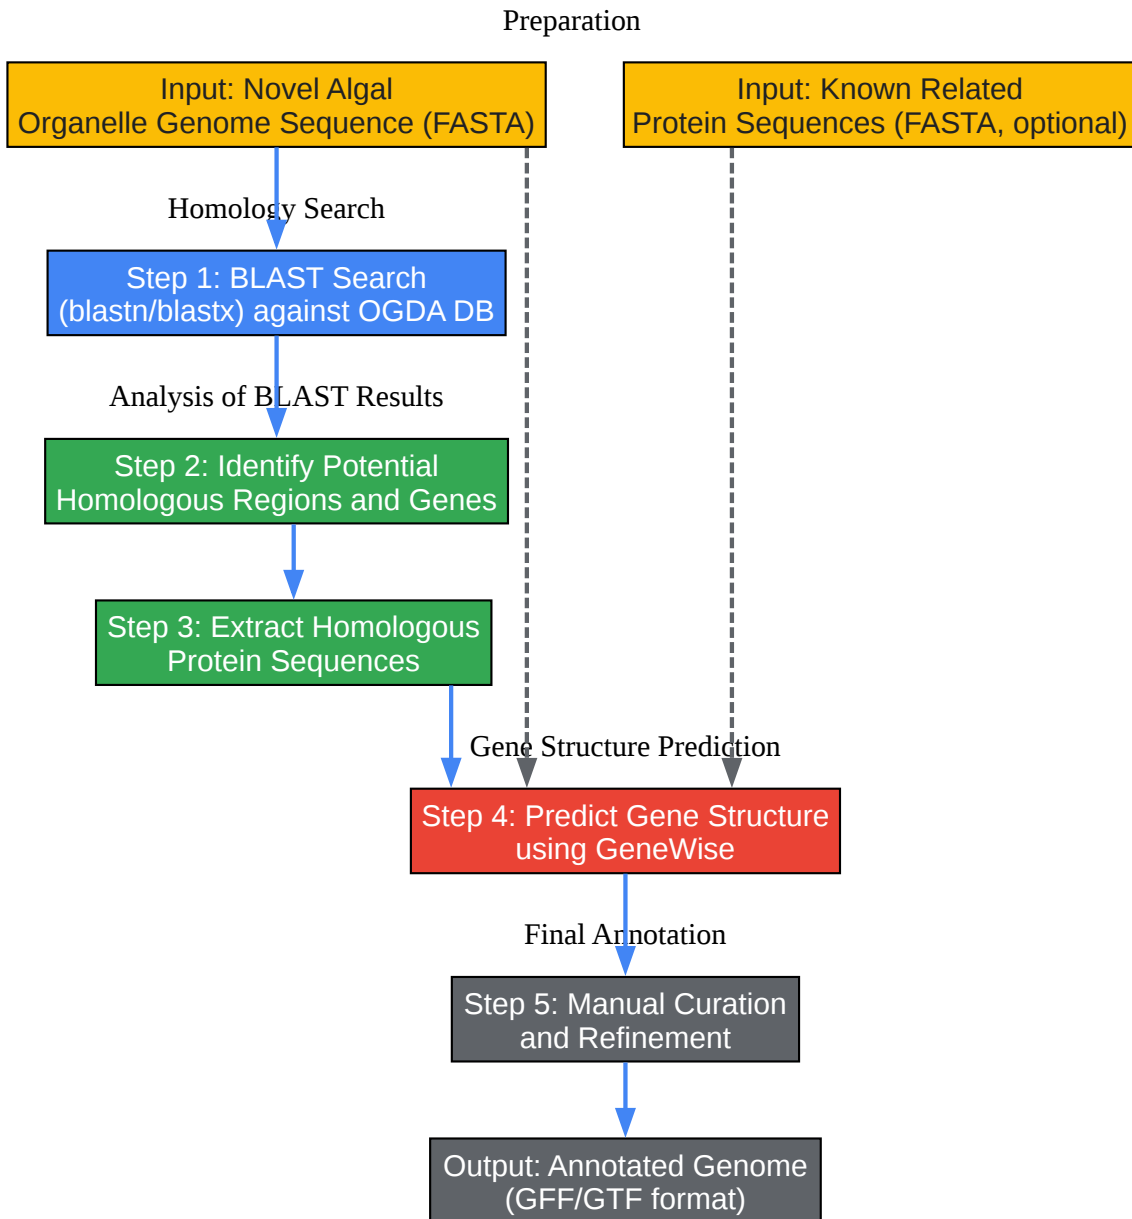 Preparation
Input: Novel Algal
Organelle Genome Sequence (FASTA)
Input: Known Related
Protein Sequences (FASTA, optional)
Homology Search
Step 1: BLAST Search
(blastn/blastx) against OGDA DB
Analysis of BLAST Results
Step 2: Identify Potential
Homologous Regions and Genes
Step 3: Extract Homologous
Protein Sequences
Gene Structure Prediction
Step 4: Predict Gene Structure
using GeneWise
Final Annotation
Step 5: Manual Curation
and Refinement
Output: Annotated Genome
(GFF/GTF format)